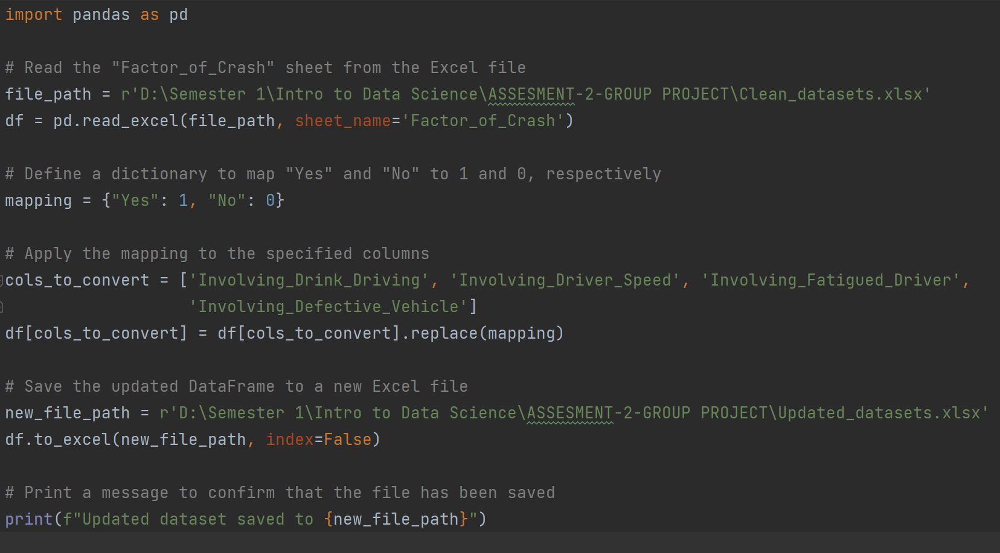 import pandas as pd
# Read the "Factor_of_Crash" sheet from the Excel file
file_path = r'D:\Semester 1\Intro to Data Science\ASSESMENT-2-GROUP PROJECT\Clean_datasets.xlsx'
df = pd.read_excel(file_path, sheet_name='Factor_of_Crash')
# Define a dictionary to map "Yes" and "No" to 1 and 0, respectively
mapping = {"Yes": 1, "No": 0}
# Apply the mapping to the specified columns
cols_to_convert = ['Involving_Drink_Driving', 'Involving_Driver_Speed', 'Involving_Fatigued_Driver',
'Involving_Defective_Vehicle']
df[cols_to_convert] = df[cols_to_convert].replace(mapping)
# Save the updated DataFrame to a new Excel file
new_file_path = r'D:\Semester 1\Intro to Data Science\ASSESMENT-2-GROUP PROJECT\Updated_datasets.xlsx'
df.to_excel(new_file_path, index=False)
# Print a message to confirm that the file has been saved
print(f"Updated dataset saved to {new_file_path}")